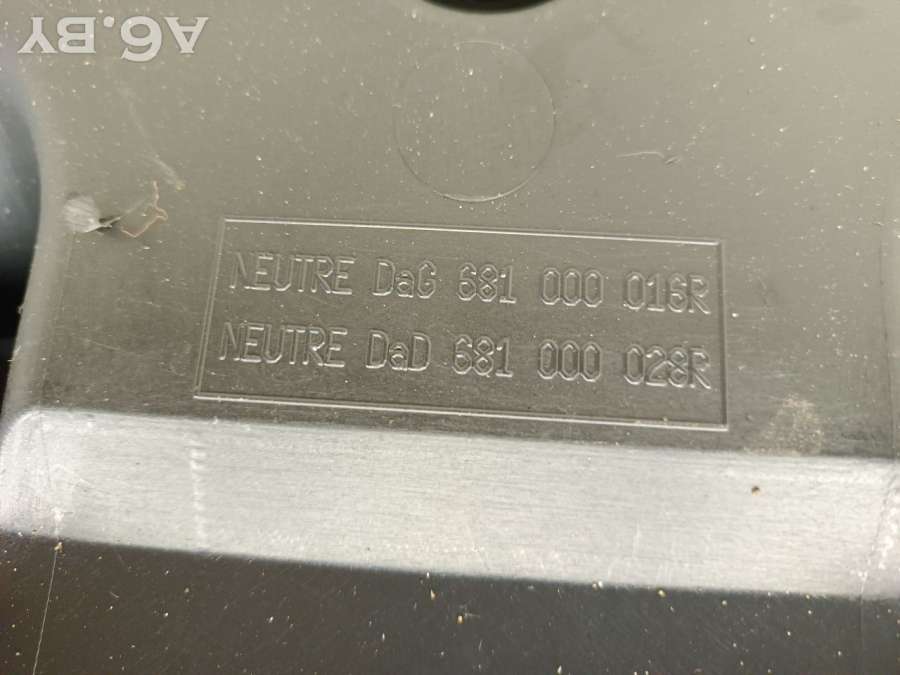 A6.BY
NEUTRE DaG 681 000 016R
NEUTRE DaD 681 000 028R